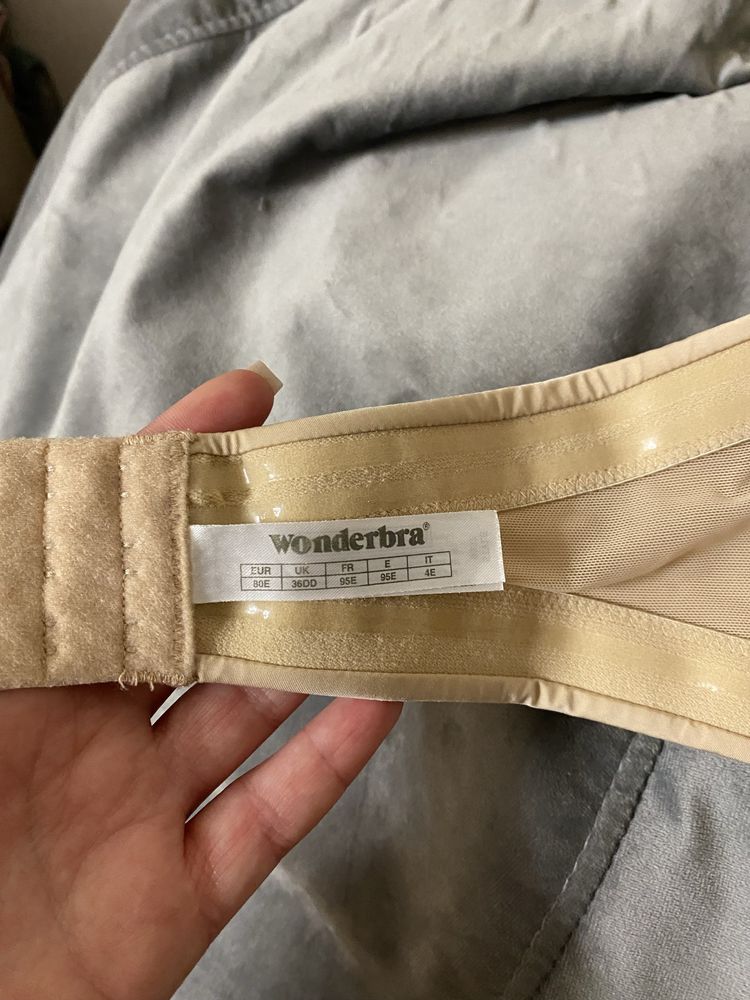 Wonderbra®
EUR UK FR E IT
80E 36DD 95E 95E 4E